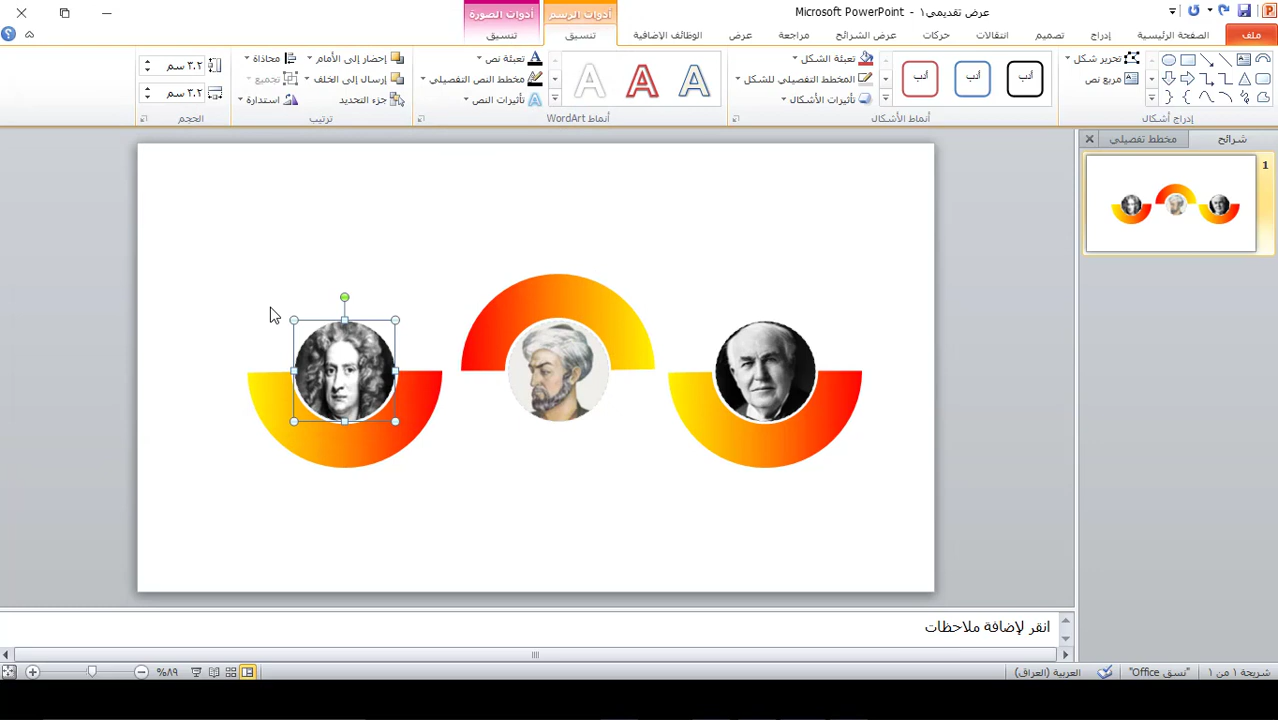 عرض تقديمي١ - Microsoft PowerPoint
أدوات الرسم
أدوات الصورة
ملف
الصفحة الرئيسية
إدراج
تصميم
انتقالات
حركات
عرض الشرائح
مراجعة
عرض
الوظائف الإضافية
تنسيق
تنسيق
تحرير شكل
مربع نص
إدراج أشكال
أبت
أبت
أبت
تعبئة الشكل
المخطط التفصيلي للشكل
تأثيرات الأشكال
أنماط الأشكال
A
A
A
تعبئة نص
مخطط النص التفصيلي
تأثيرات النص
أنماط WordArt
إحضار إلى الأمام
إرسال إلى الخلف
جزء التحديد
محاذاة
تجميع
استدارة
ترتيب
٣.٢ سم
٣.٢ سم
الحجم
شرائح
مخطط تفصيلي
1
انقر لإضافة ملاحظات
شريحة ١ من ١
"نسق Office"
العربية (العراق)
%٨٩